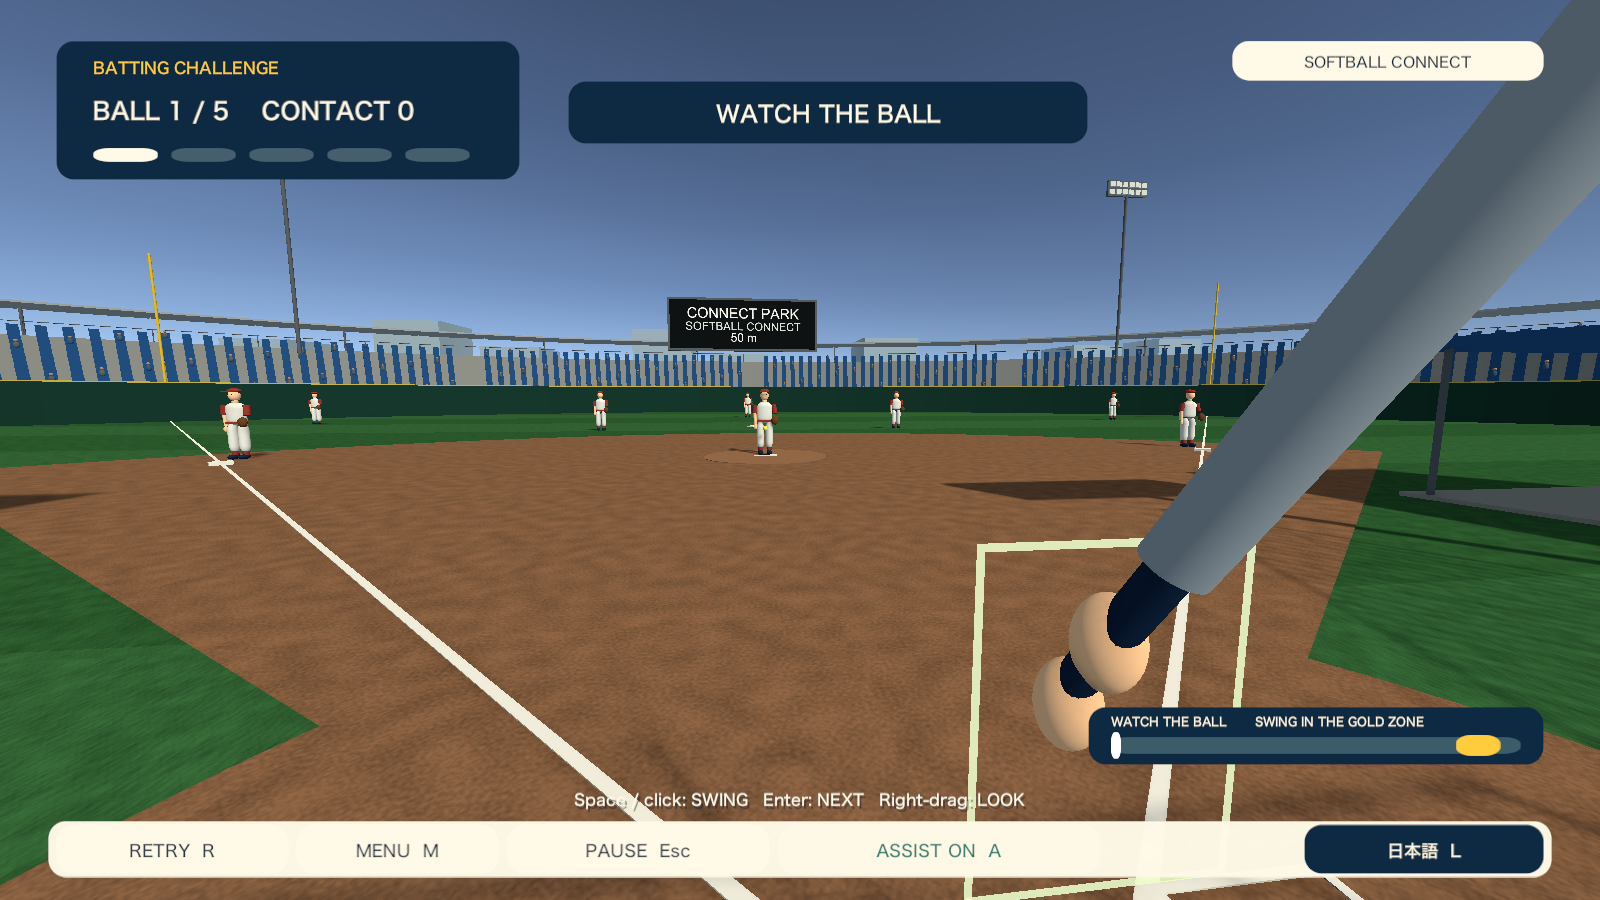 BATTING CHALLENGE
BALL 1 / 5 CONTACT 0
WATCH THE BALL
SOFTBALL CONNECT
CONNECT PARK
SOFTBALL CONNECT
50 m
WATCH THE BALL SWING IN THE GOLD ZONE
Space / click: SWING Enter: NEXT Right-drag: LOOK
RETRY R MENU M PAUSE Esc ASSIST ON A 日本語 L